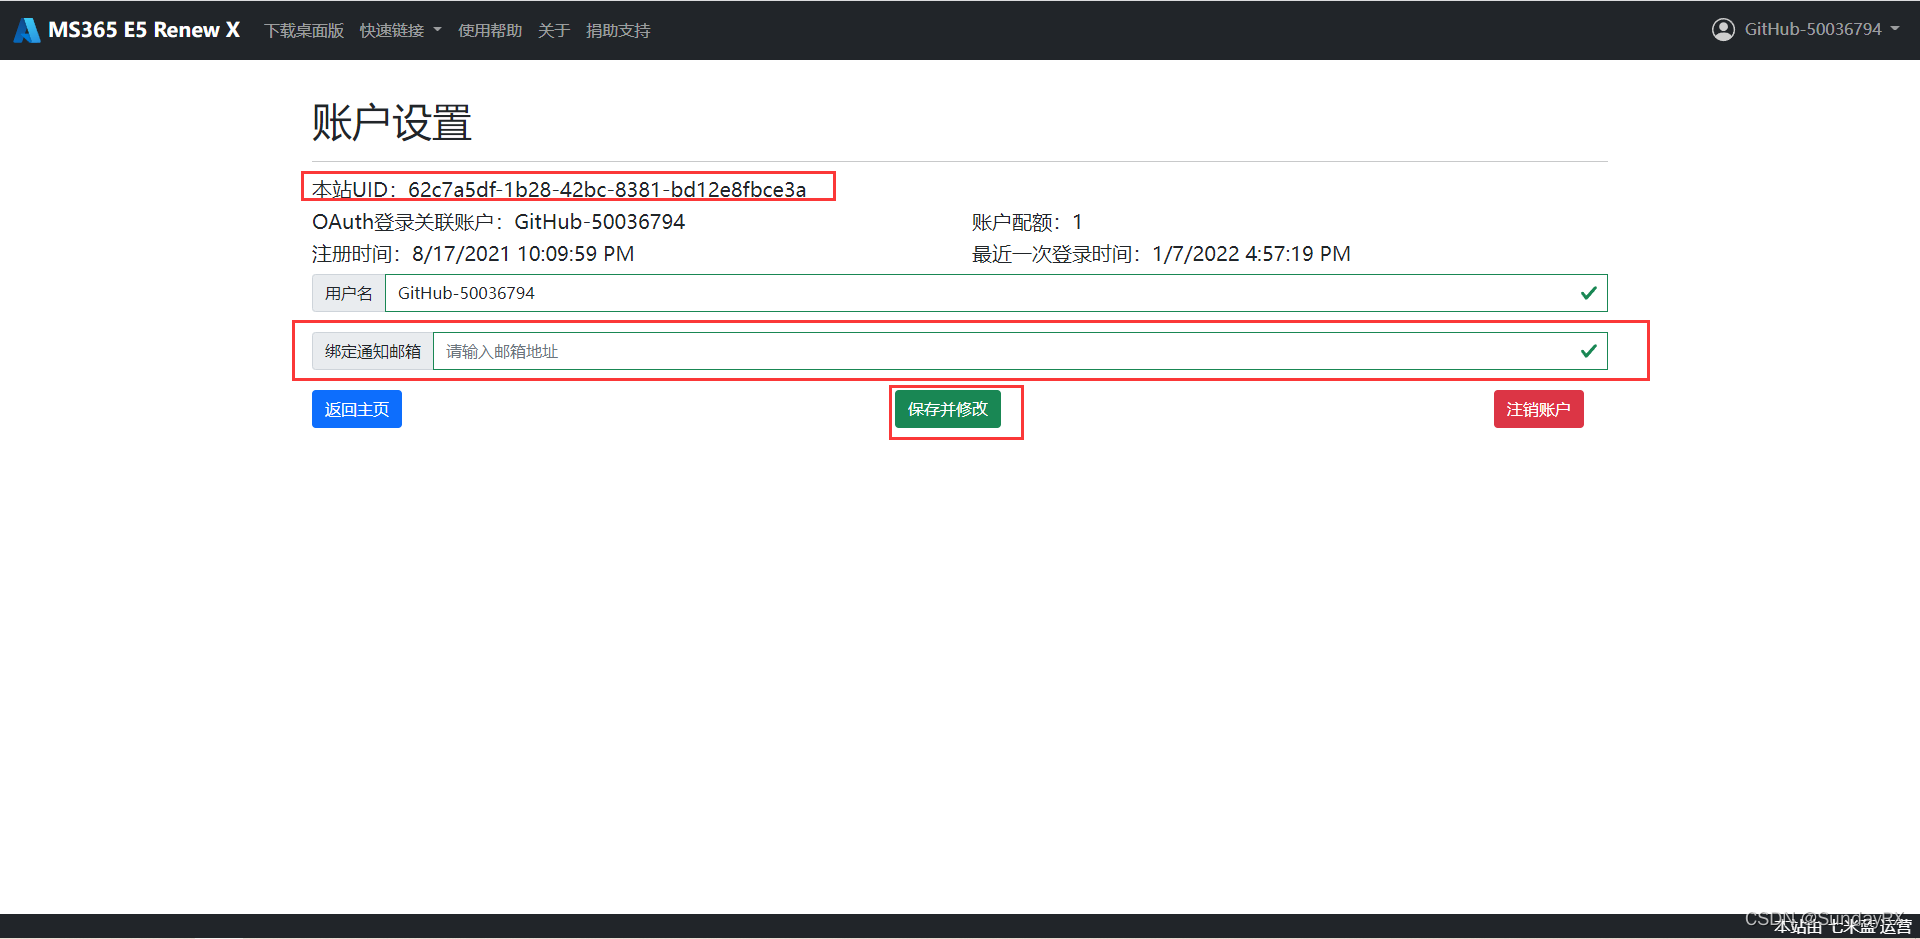 MS365 E5 Renew X 下载桌面版 快速链接 使用帮助 关于 捐助支持 GitHub-50036794
账户设置
本站UID：62c7a5df-1b28-42bc-8381-bd12e8fbce3a
OAuth登录关联账户：GitHub-50036794 账户配额：1
注册时间：8/17/2021 10:09:59 PM 最近一次登录时间：1/7/2022 4:57:19 PM
用户名 GitHub-50036794
绑定通知邮箱 请输入邮箱地址
返回主页 保存并修改 注销账户
CSDN @SundayRX
本站由 七米蓝 运营